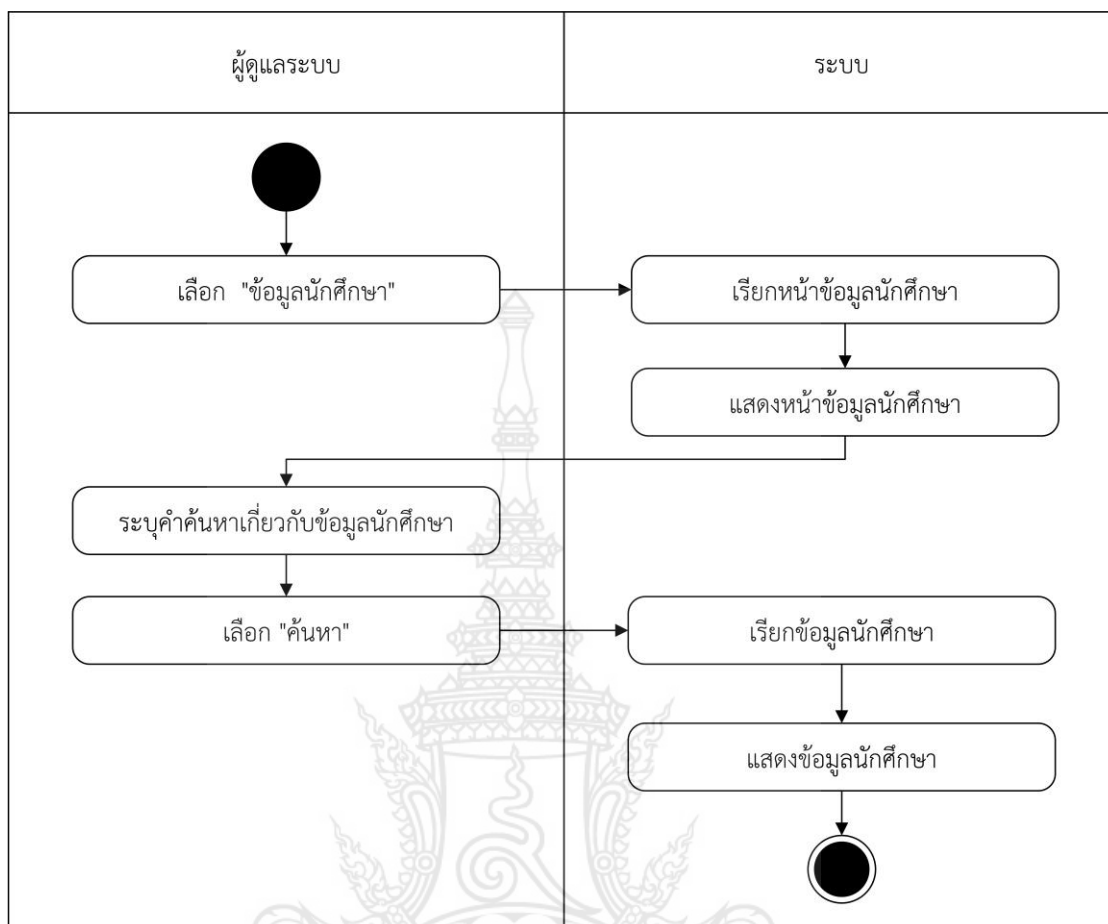 ผู้ดูแลระบบ
ระบบ
เลือก "ข้อมูลนักศึกษา"
เรียกหน้าข้อมูลนักศึกษา
แสดงหน้าข้อมูลนักศึกษา
ระบุคำค้นหาเกี่ยวกับข้อมูลนักศึกษา
เลือก "ค้นหา"
เรียกข้อมูลนักศึกษา
แสดงข้อมูลนักศึกษา